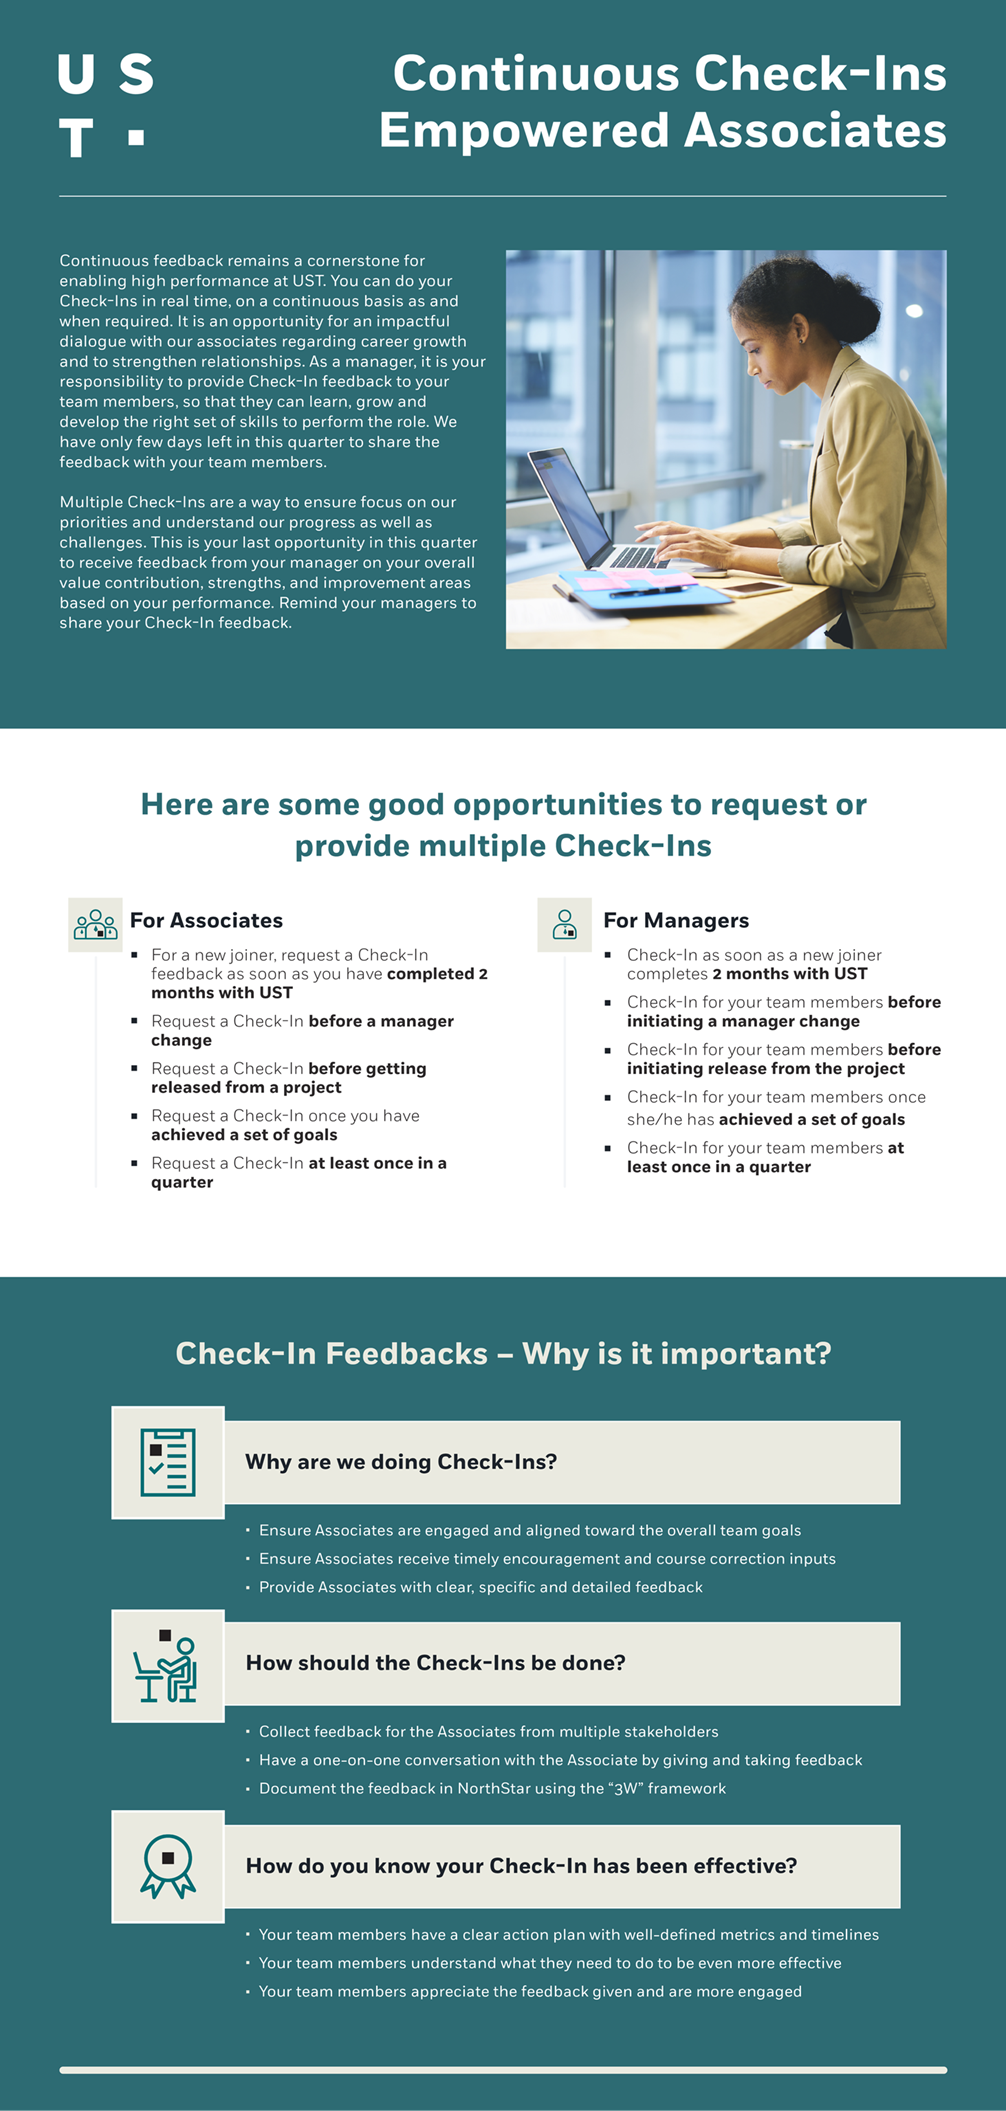 U S
T .
Continuous Check-Ins
Empowered Associates
Continuous feedback remains a cornerstone for
enabling high performance at UST. You can do your
Check-Ins in real time, on a continuous basis as and
when required. It is an opportunity for an impactful
dialogue with our associates regarding career growth
and to strengthen relationships. As a manager, it is your
responsibility to provide Check-In feedback to your
team members, so that they can learn, grow and
develop the right set of skills to perform the role. We
have only few days left in this quarter to share the
feedback with your team members.
Multiple Check-Ins are a way to ensure focus on our
priorities and understand our progress as well as
challenges. This is your last opportunity in this quarter
to receive feedback from your manager on your overall
value contribution, strengths, and improvement areas
based on your performance. Remind your managers to
share your Check-In feedback.
Here are some good opportunities to request or
provide multiple Check-Ins
For Associates
▪ For a new joiner, request a Check-In
feedback as soon as you have completed 2
months with UST
▪ Request a Check-In before a manager
change
▪ Request a Check-In before getting
released from a project
▪ Request a Check-In once you have
achieved a set of goals
▪ Request a Check-In at least once in a
quarter
For Managers
▪ Check-In as soon as a new joiner
completes 2 months with UST
▪ Check-In for your team members before
initiating a manager change
▪ Check-In for your team members before
initiating release from the project
▪ Check-In for your team members once
she/he has achieved a set of goals
▪ Check-In for your team members at
least once in a quarter
Check-In Feedbacks – Why is it important?
Why are we doing Check-Ins?
• Ensure Associates are engaged and aligned toward the overall team goals
• Ensure Associates receive timely encouragement and course correction inputs
• Provide Associates with clear, specific and detailed feedback
How should the Check-Ins be done?
• Collect feedback for the Associates from multiple stakeholders
• Have a one-on-one conversation with the Associate by giving and taking feedback
• Document the feedback in NorthStar using the “3W” framework
How do you know your Check-In has been effective?
• Your team members have a clear action plan with well-defined metrics and timelines
• Your team members understand what they need to do to be even more effective
• Your team members appreciate the feedback given and are more engaged